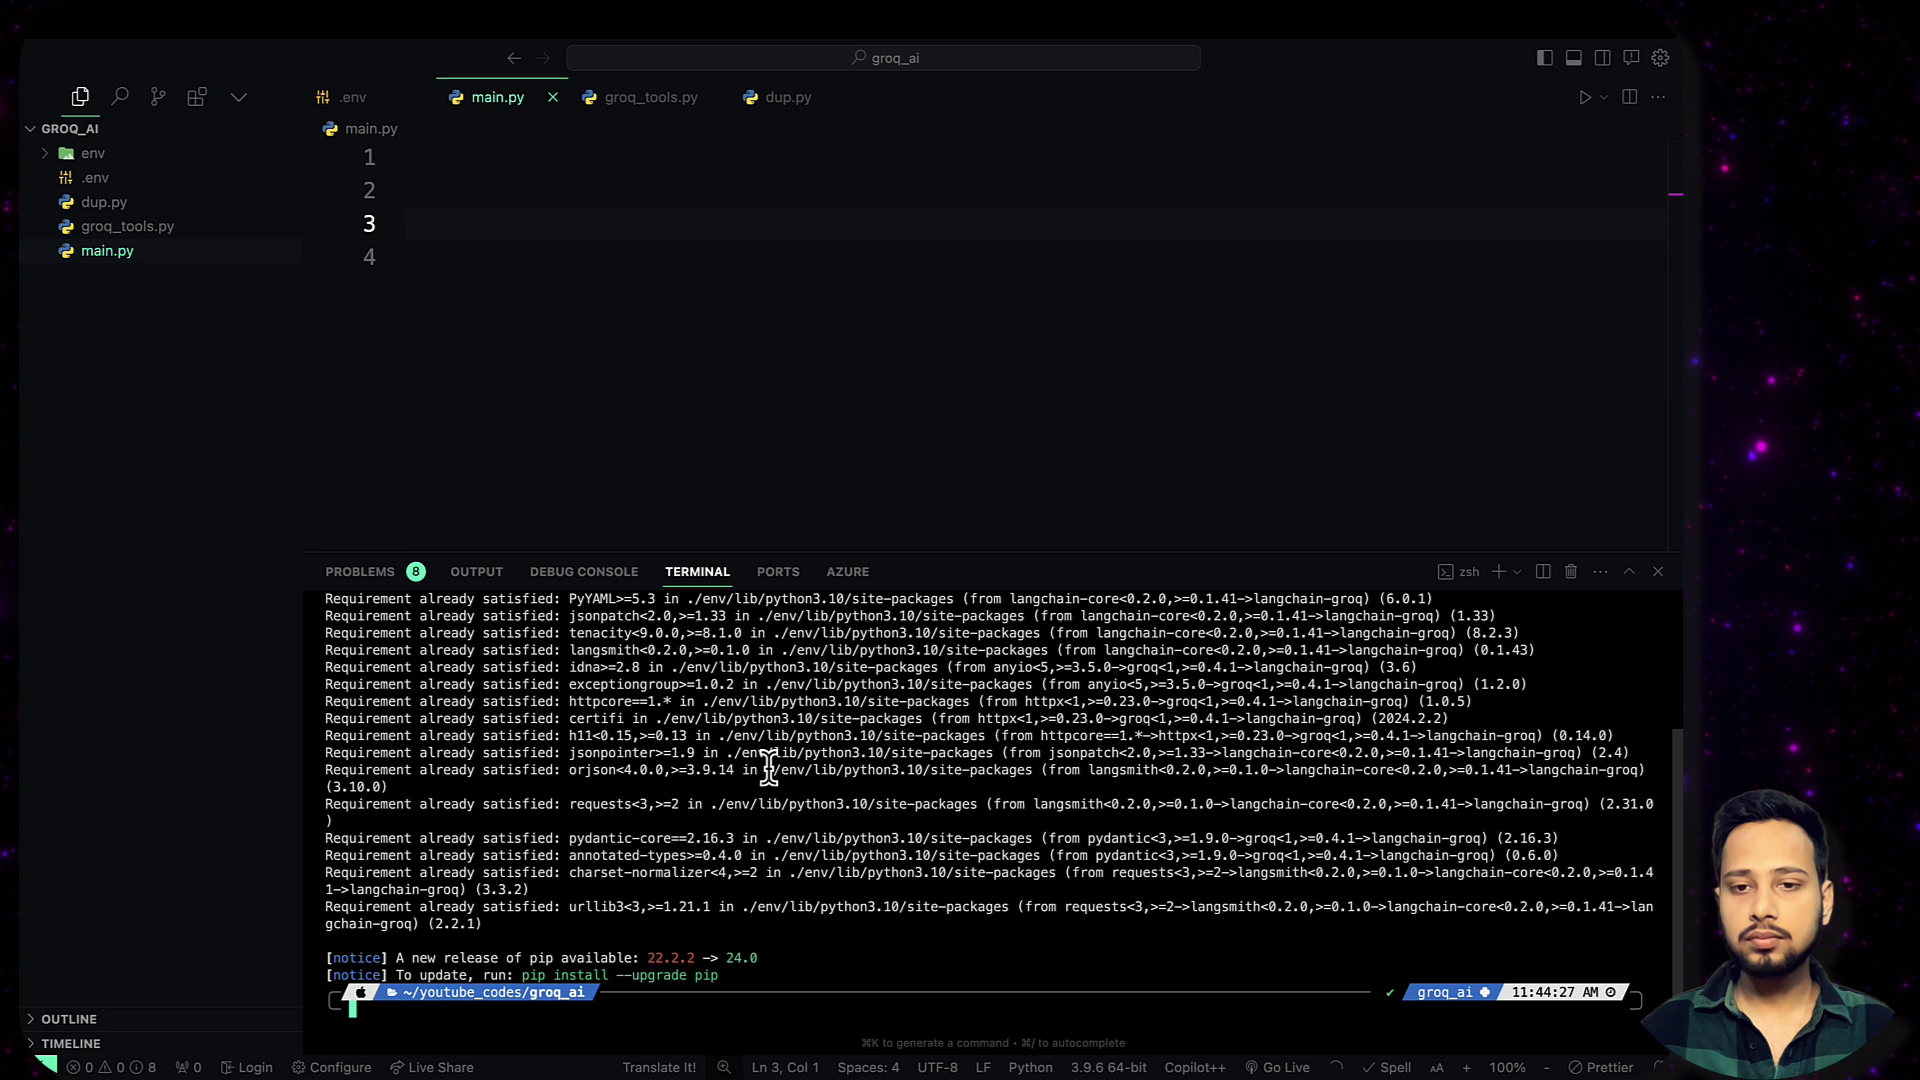 groq_ai
.env
main.py
groq_tools.py
dup.py
GROQ_AI
env
.env
dup.py
groq_tools.py
main.py
main.py
1
2
3
4
PROBLEMS 8 OUTPUT DEBUG CONSOLE TERMINAL PORTS AZURE
zsh
Requirement already satisfied: PyYAML>=5.3 in ./env/lib/python3.10/site-packages (from langchain-core<0.2.0,>=0.1.41->langchain-groq) (6.0.1)
Requirement already satisfied: jsonpatch<2.0,>=1.33 in ./env/lib/python3.10/site-packages (from langchain-core<0.2.0,>=0.1.41->langchain-groq) (1.33)
Requirement already satisfied: tenacity<9.0.0,>=8.1.0 in ./env/lib/python3.10/site-packages (from langchain-core<0.2.0,>=0.1.41->langchain-groq) (8.2.3)
Requirement already satisfied: langsmith<0.2.0,>=0.1.0 in ./env/lib/python3.10/site-packages (from langchain-core<0.2.0,>=0.1.41->langchain-groq) (0.1.43)
Requirement already satisfied: idna>=2.8 in ./env/lib/python3.10/site-packages (from anyio<5,>=3.5.0->groq<1,>=0.4.1->langchain-groq) (3.6)
Requirement already satisfied: exceptiongroup>=1.0.2 in ./env/lib/python3.10/site-packages (from anyio<5,>=3.5.0->groq<1,>=0.4.1->langchain-groq) (1.2.0)
Requirement already satisfied: httpcore==1.* in ./env/lib/python3.10/site-packages (from httpx<1,>=0.23.0->groq<1,>=0.4.1->langchain-groq) (1.0.5)
Requirement already satisfied: certifi in ./env/lib/python3.10/site-packages (from httpx<1,>=0.23.0->groq<1,>=0.4.1->langchain-groq) (2024.2.2)
Requirement already satisfied: h11<0.15,>=0.13 in ./env/lib/python3.10/site-packages (from httpcore==1.*->httpx<1,>=0.23.0->groq<1,>=0.4.1->langchain-groq) (0.14.0)
Requirement already satisfied: jsonpointer>=1.9 in ./env/lib/python3.10/site-packages (from jsonpatch<2.0,>=1.33->langchain-core<0.2.0,>=0.1.41->langchain-groq) (2.4)
Requirement already satisfied: orjson<4.0.0,>=3.9.14 in ./env/lib/python3.10/site-packages (from langsmith<0.2.0,>=0.1.0->langchain-core<0.2.0,>=0.1.41->langchain-groq)
(3.10.0)
Requirement already satisfied: requests<3,>=2 in ./env/lib/python3.10/site-packages (from langsmith<0.2.0,>=0.1.0->langchain-core<0.2.0,>=0.1.41->langchain-groq) (2.31.0
)
Requirement already satisfied: pydantic-core==2.16.3 in ./env/lib/python3.10/site-packages (from pydantic<3,>=1.9.0->groq<1,>=0.4.1->langchain-groq) (2.16.3)
Requirement already satisfied: annotated-types>=0.4.0 in ./env/lib/python3.10/site-packages (from pydantic<3,>=1.9.0->groq<1,>=0.4.1->langchain-groq) (0.6.0)
Requirement already satisfied: charset-normalizer<4,>=2 in ./env/lib/python3.10/site-packages (from requests<3,>=2->langsmith<0.2.0,>=0.1.0->langchain-core<0.2.0,>=0.1.4
1->langchain-groq) (3.3.2)
Requirement already satisfied: urllib3<3,>=1.21.1 in ./env/lib/python3.10/site-packages (from requests<3,>=2->langsmith<0.2.0,>=0.1.0->langchain-core<0.2.0,>=0.1.41->lan
gchain-groq) (2.2.1)
[notice] A new release of pip available: 22.2.2 -> 24.0
[notice] To update, run: pip install --upgrade pip
~/youtube_codes/groq_ai
groq_ai 11:44:27 AM
⌘K to generate a command • ⌘/ to autocomplete
OUTLINE
TIMELINE
0 0 8 0 Login Configure Live Share Translate It! Ln 3, Col 1 Spaces: 4 UTF-8 LF Python 3.9.6 64-bit Copilot++ Go Live Spell AA + 100% - Prettier